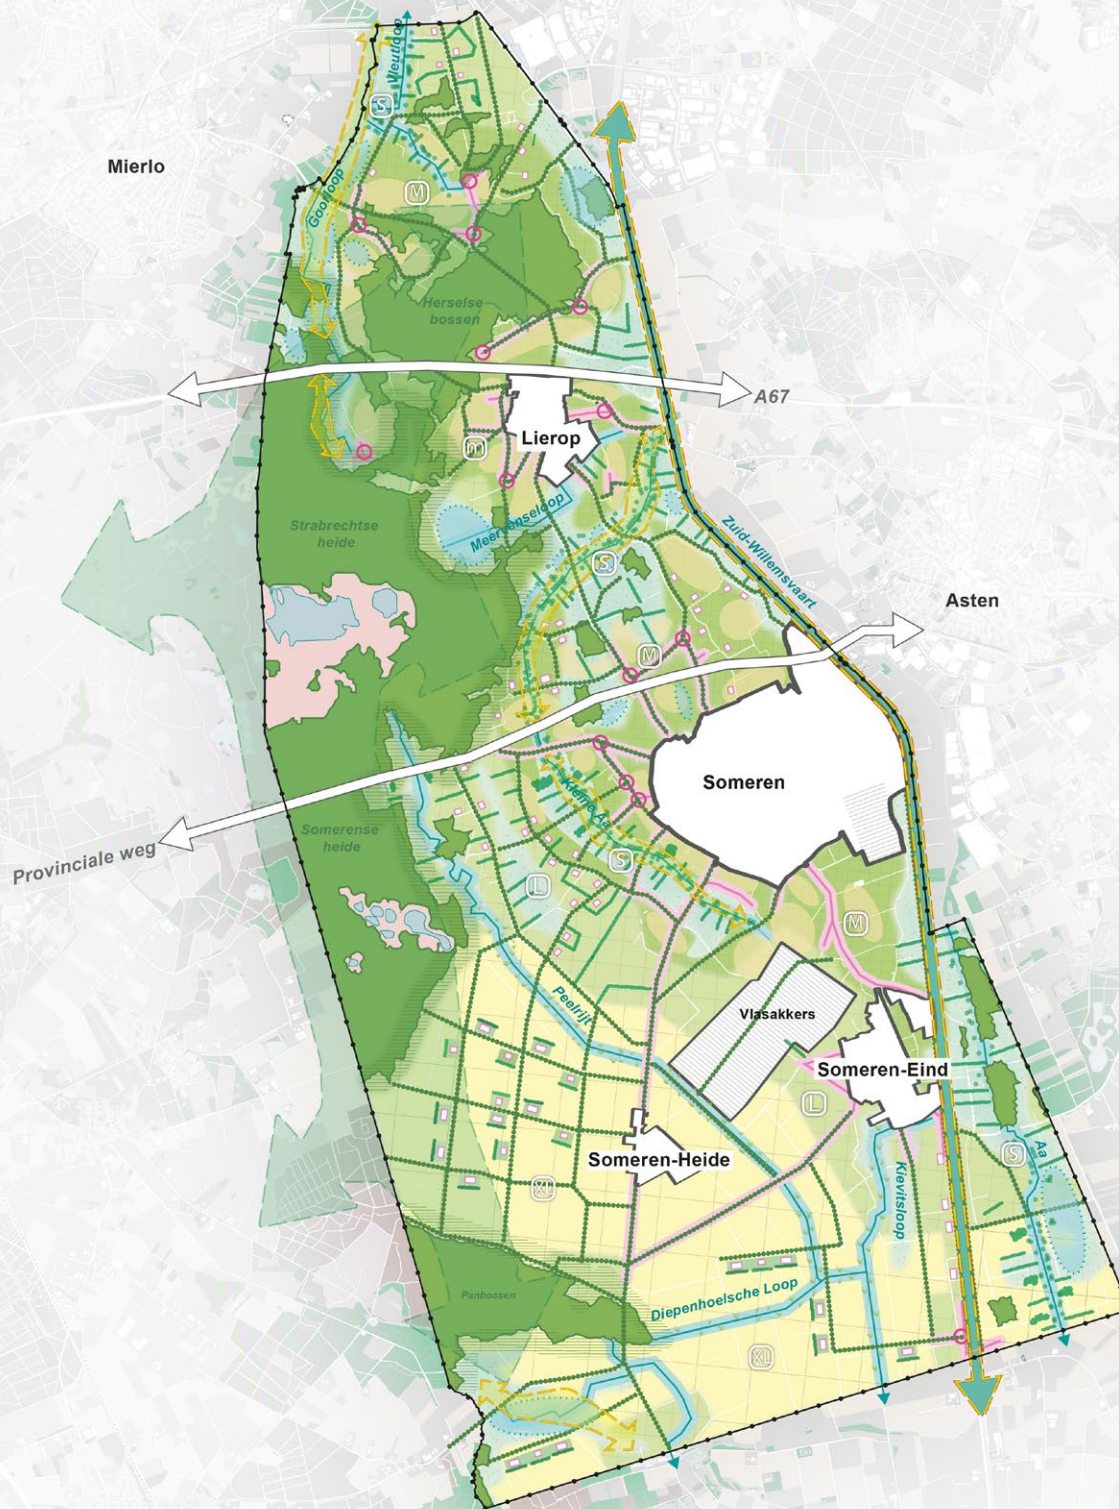 Vleutloop
S
Mierlo
M
Goorloop
Herselse
bossen
A67
Lierop
m
Meervenseloop
Strabrechtse
heide
Zuid-Willemsvaart
S
Asten
M
Someren
Kleine Aa
Somerense
heide
Provinciale weg
S
L
M
Peelrijt
Vlasakkers
Someren-Eind
L
Aa
S
Someren-Heide
XL
Kievitsloop
Panbossen
Diepenhoelsche Loop
XL